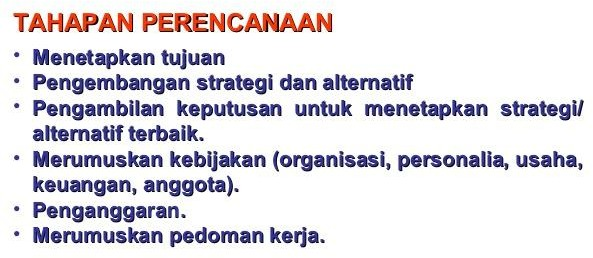 TAHAPAN PERENCANAAN
• Menetapkan tujuan
• Pengembangan strategi dan alternatif
• Pengambilan keputusan untuk menetapkan strategi/
alternatif terbaik.
• Merumuskan kebijakan (organisasi, personalia, usaha,
keuangan, anggota).
• Penganggaran.
• Merumuskan pedoman kerja.